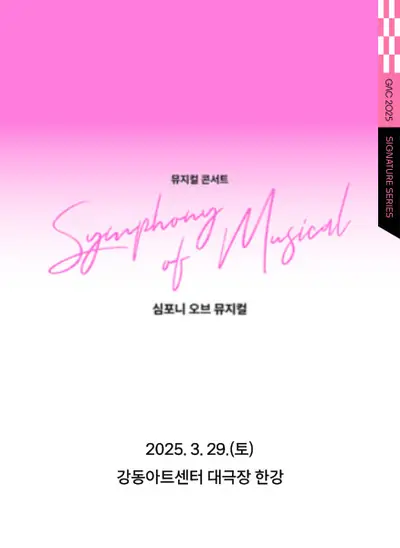 GAC 2025
SIGNATURE SERIES
뮤지컬 콘서트
Symphony
of Musical
심포니 오브 뮤지컬
2025. 3. 29.(토)
강동아트센터 대극장 한강